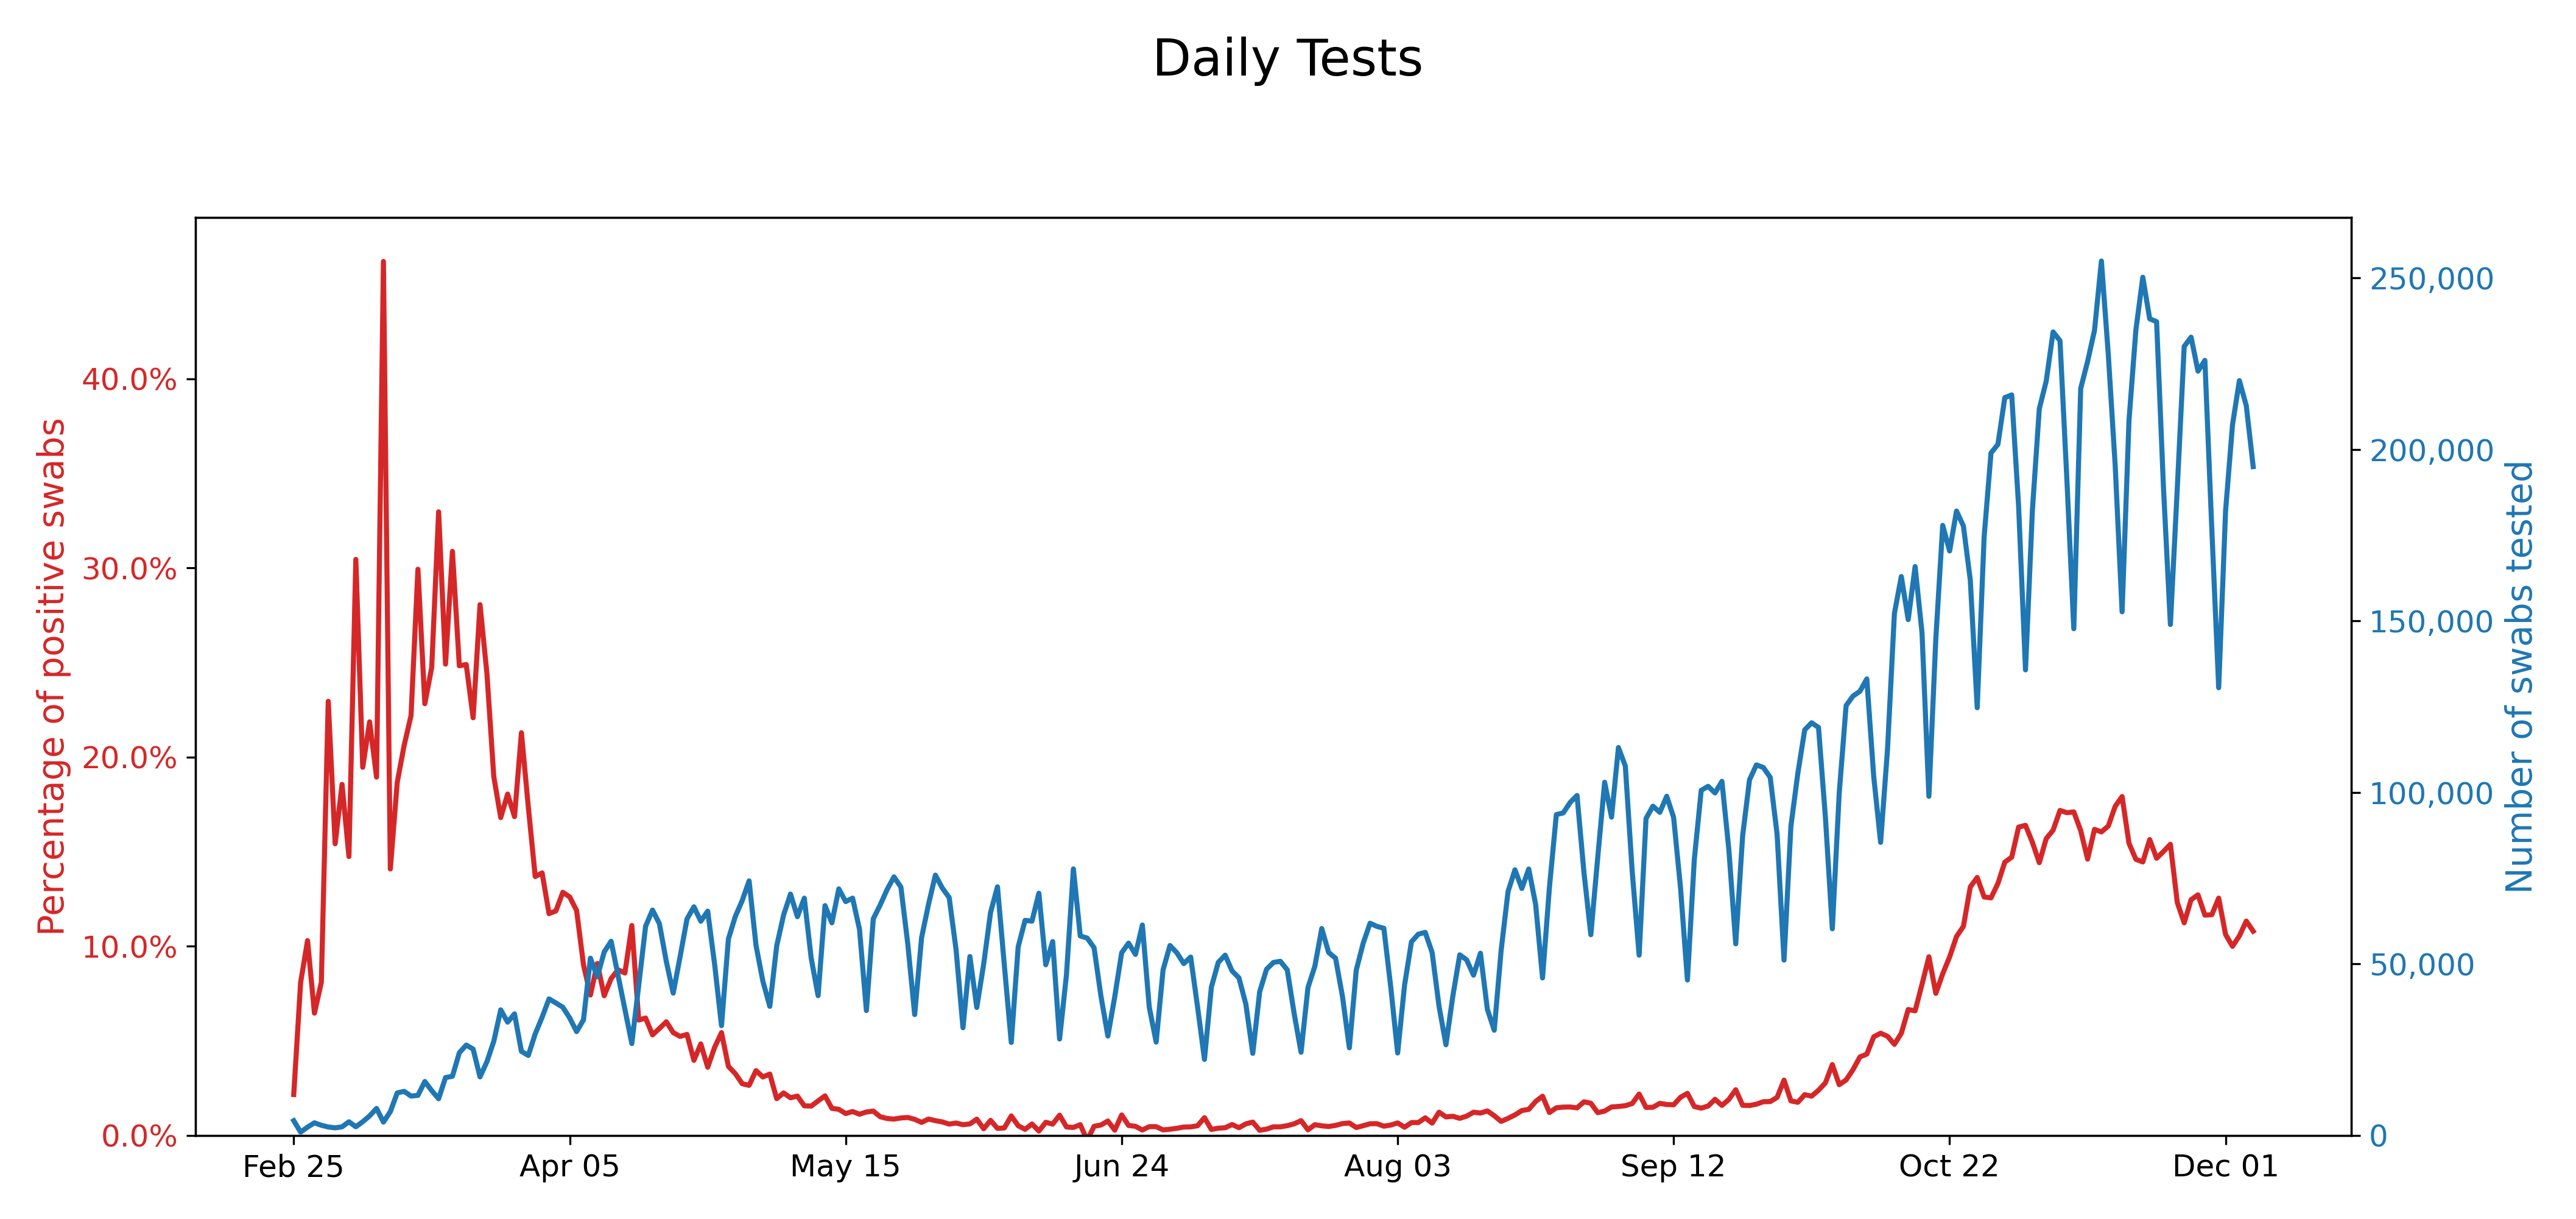 Daily Tests
Percentage of positive swabs
40.0%
30.0%
20.0%
10.0%
0.0%
250,000
200,000
150,000
100,000
50,000
0
Number of swabs tested
Feb 25 Apr 05 May 15 Jun 24 Aug 03 Sep 12 Oct 22 Dec 01